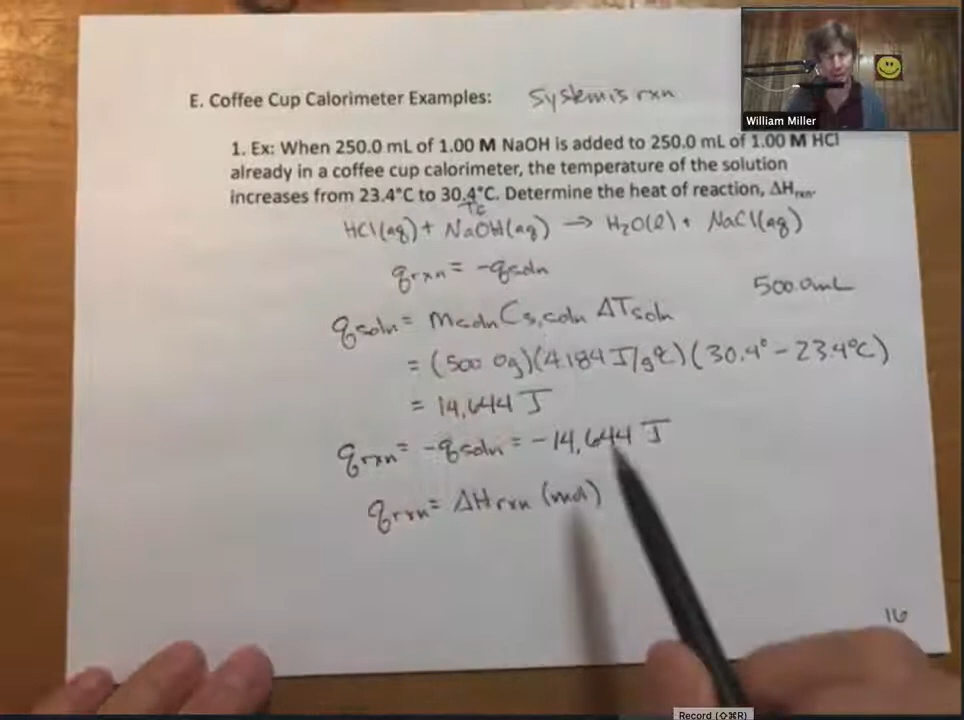 E. Coffee Cup Calorimeter Examples: System is rxn
William Miller
1. Ex: When 250.0 mL of 1.00 M NaOH is added to 250.0 mL of 1.00 M HCl
already in a coffee cup calorimeter, the temperature of the solution
increases from 23.4°C to 30.4°C. Determine the heat of reaction, ΔHrxn.
HCl(aq) + NaOH(aq) → H₂O(l) + NaCl(aq)
qrxn = -qsoln
500.0mL
qsoln = msoln Cs,soln ΔTsoln
= (500.0g)(4.184 J/g°C)(30.4° - 23.4°C)
= 14,644 J
qrxn = -qsoln = -14,644 J
qrxn = ΔHrxn (mol)
16
Record (⇧⌘R)